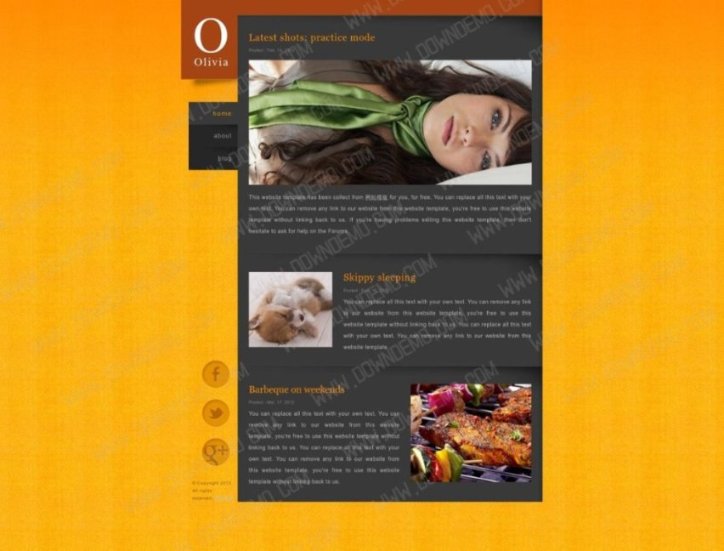 O
Olivia
home
about
blog
Latest shots; practice mode
This website template has been collect from 网站模板 for you, for free. You can replace all this text with your
own text. You can remove any link to our website from this website template, you're free to use this website
template without linking back to us. If you're having problems editing this website template, then don't
hesitate to ask for help on the Forums.
Skippy sleeping
You can replace all this text with your own text. You can remove any link
to our website from this website template, you're free to use this
website template without linking back to us. You can replace all this text
with your own text. You can remove any link to our website from this
website template.
Barbeque on weekends
Posted: Mar. 17, 2012
You can replace all this text with your own text. You can
remove any link to our website from this website
template, you're free to use this website template without
linking back to us. You can replace all this text with your
own text. You can remove any link to our website from
this website template, you're free to use this website
template without linking back to us.
f
g+
© Copyright 2012
All rights
reserved.
WWW.DOWNDEMO.COM